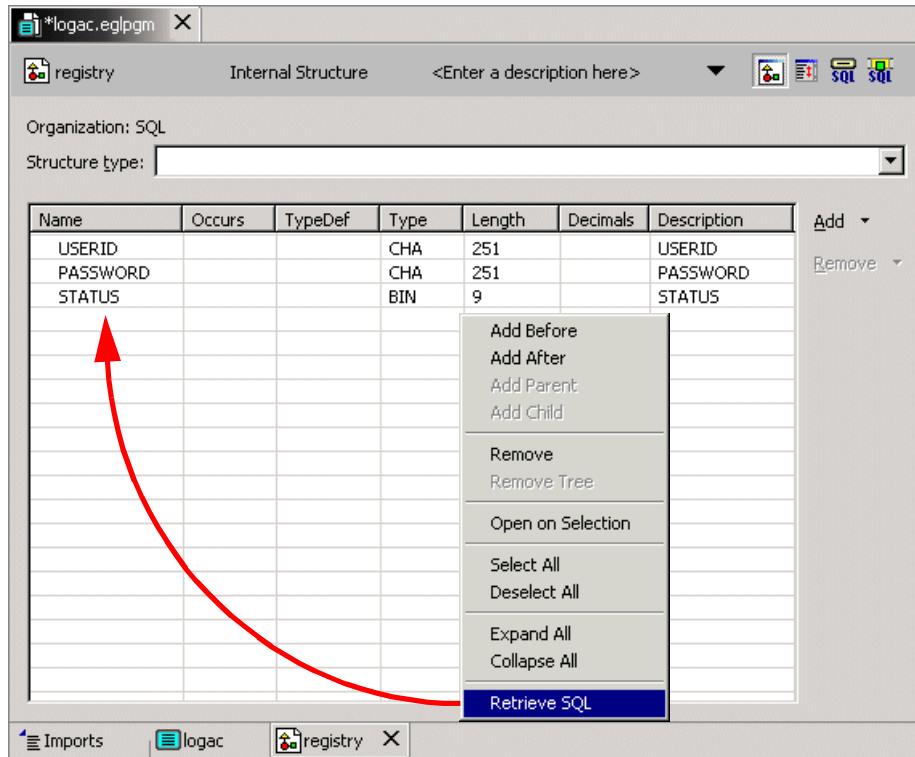 *logac.eglpgm
registry Internal Structure <Enter a description here> SQL SQL
Organization: SQL
Structure type:
Name Occurs TypeDef Type Length Decimals Description Add
USERID CHA 251 USERID
Remove
PASSWORD CHA 251 PASSWORD
STATUS BIN 9 STATUS
Add Before
Add After
Add Parent
Add Child
Remove
Remove Tree
Open on Selection
Select All
Deselect All
Expand All
Collapse All
Retrieve SQL
Imports logac registry